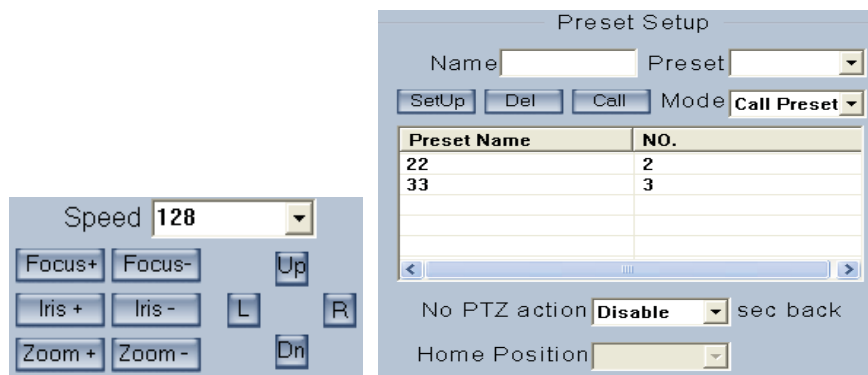 Speed 128
Focus+ Focus- Up
Iris + Iris - L R
Zoom + Zoom - Dn
Preset Setup
Name Preset
SetUp Del Call Mode Call Preset
Preset Name NO.
22 2
33 3
No PTZ action Disable sec back
Home Position